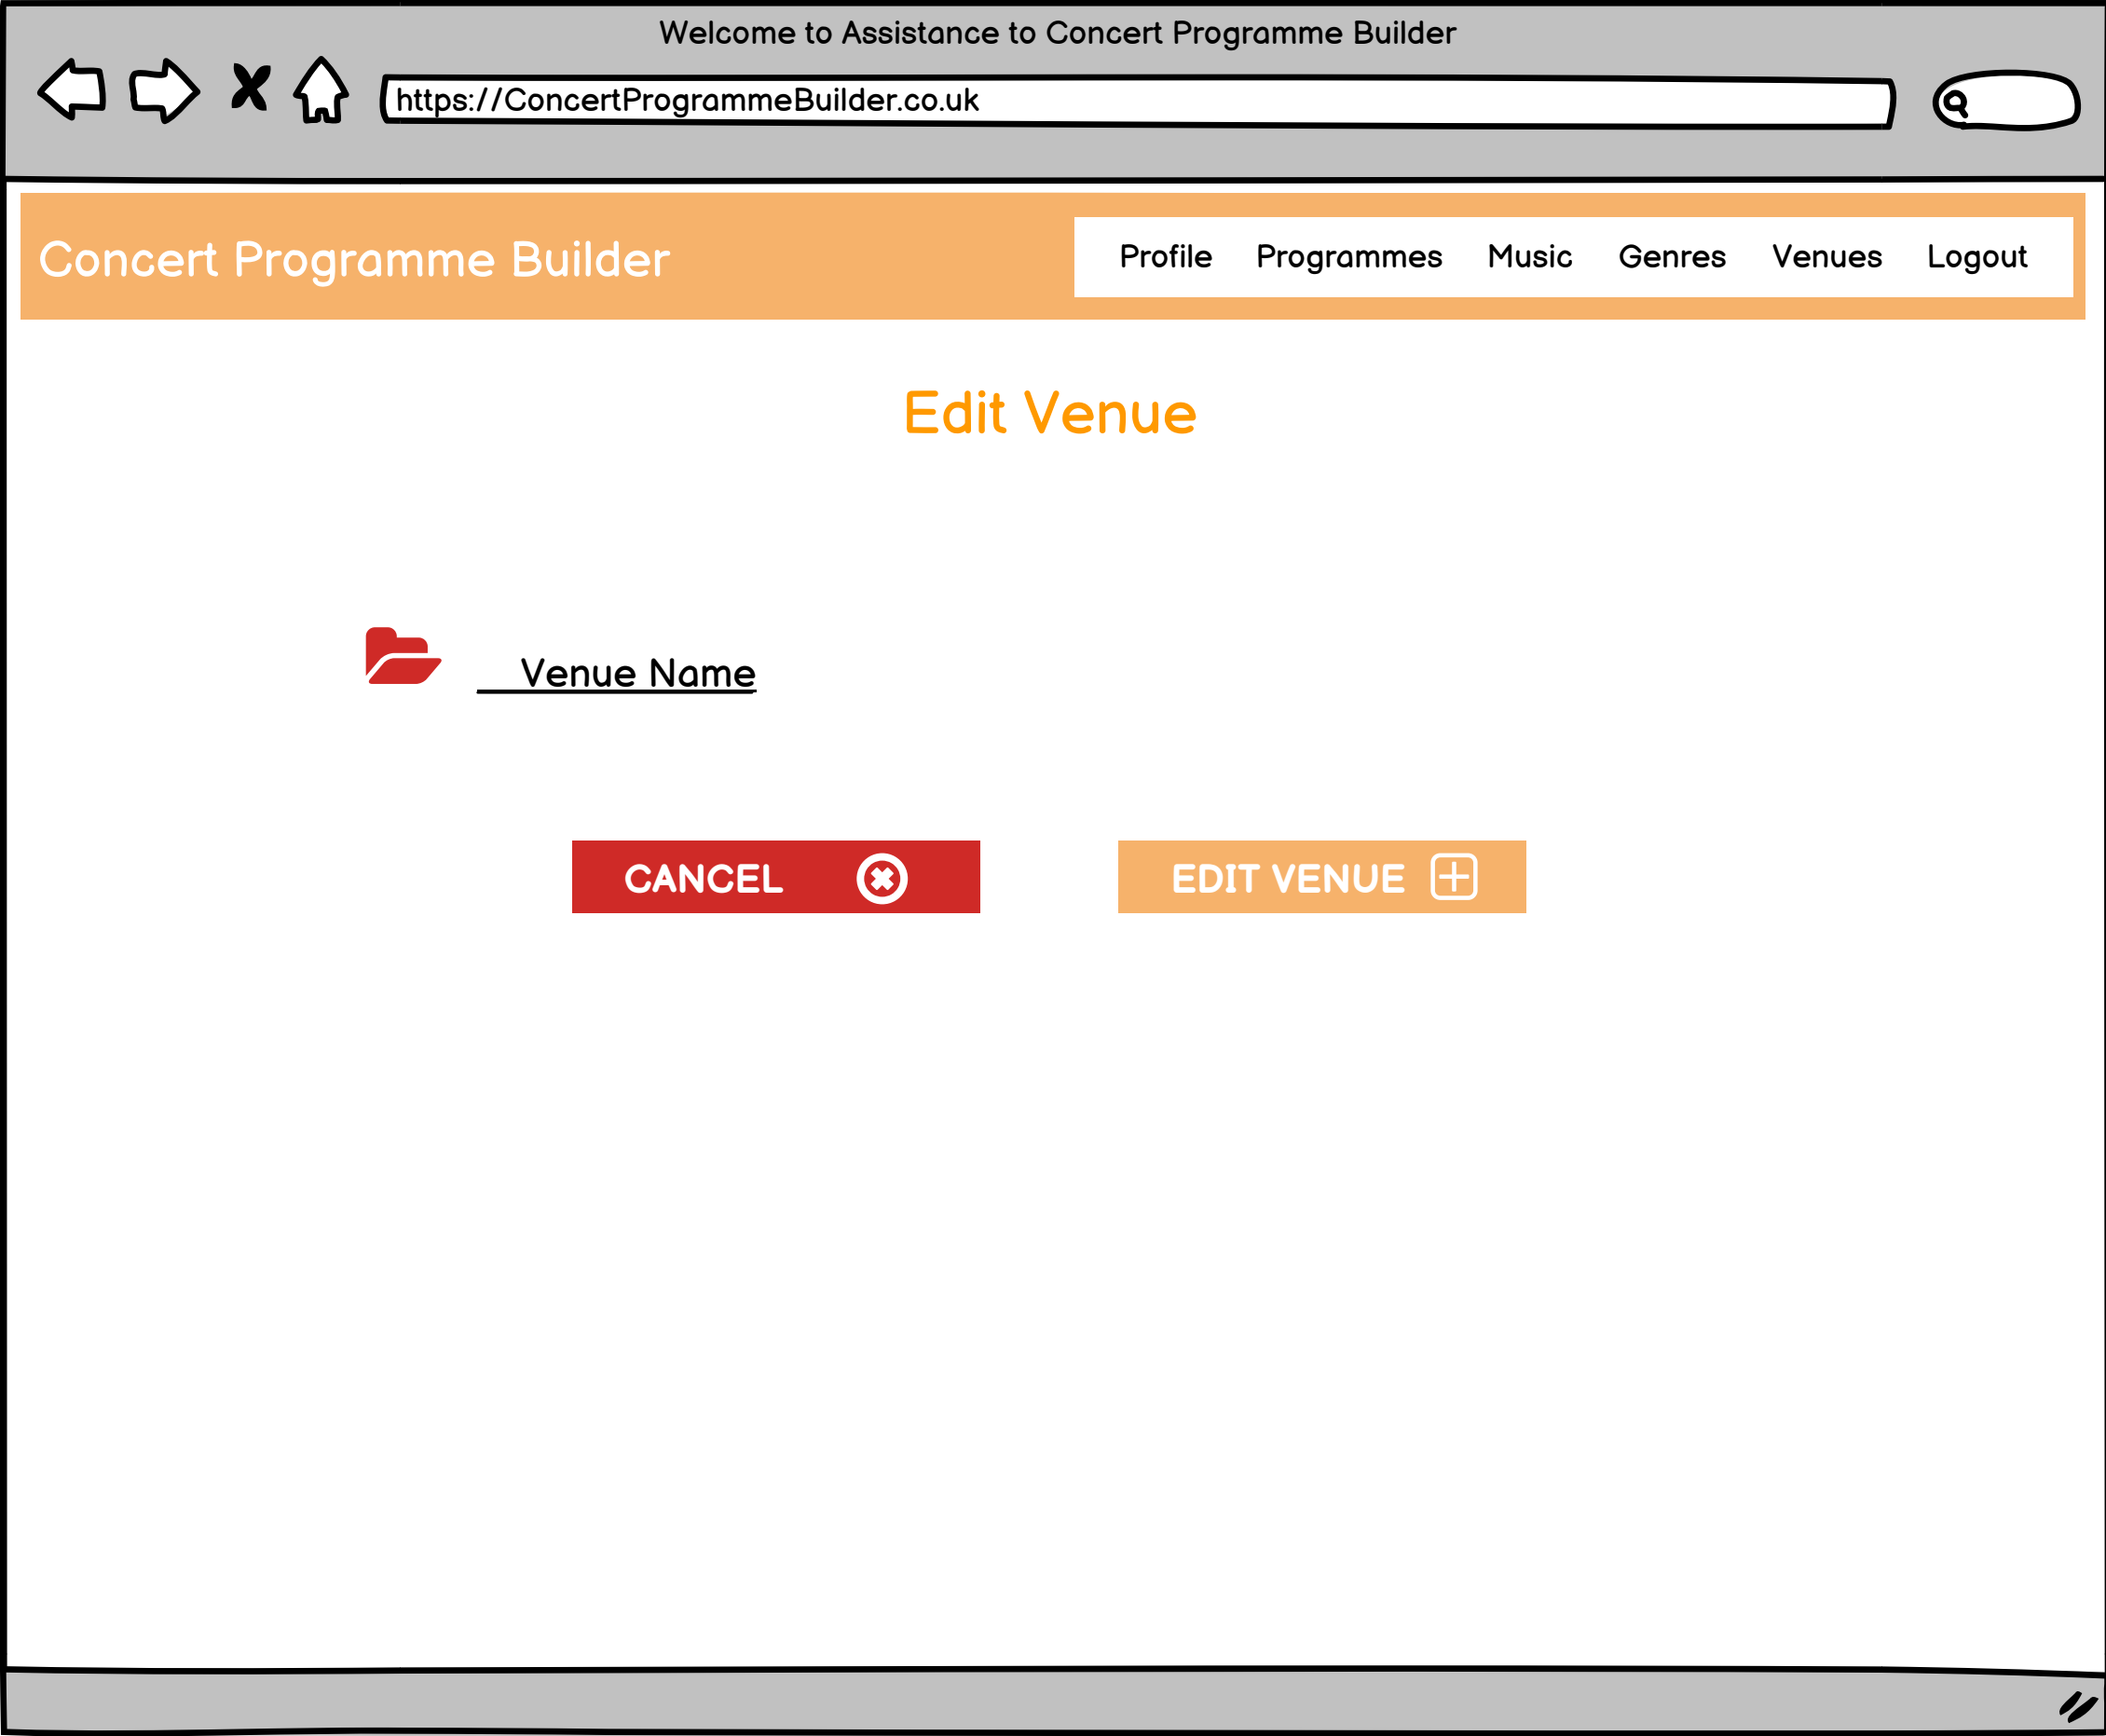 Welcome to Assistance to Concert Programme Builder
https://ConcertProgrammeBuilder.co.uk
Concert Programme Builder
Profile Programmes Music Genres Venues Logout
Edit Venue
Venue Name
CANCEL EDIT VENUE